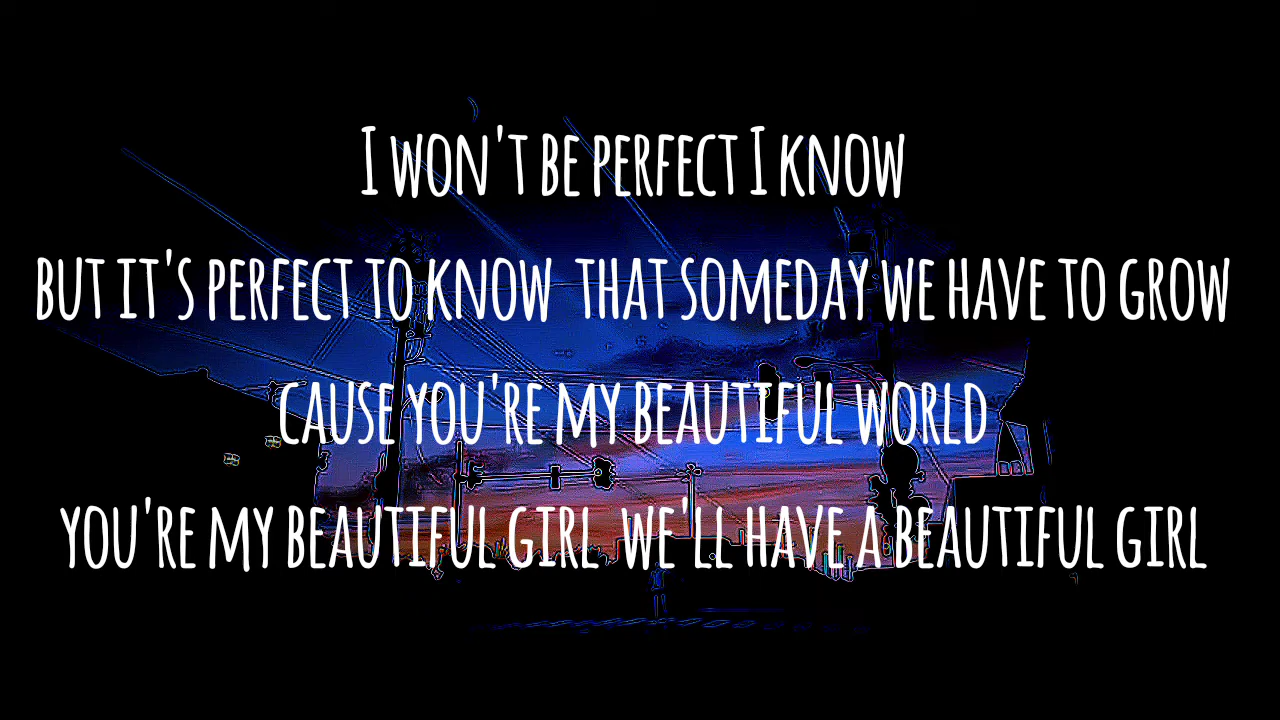 I WON'T BE PERFECT I KNOW
BUT IT'S PERFECT TO KNOW THAT SOMEDAY WE HAVE TO GROW
CAUSE YOU'RE MY BEAUTIFUL WORLD
YOU'RE MY BEAUTIFUL GIRL WE'LL HAVE A BEAUTIFUL GIRL